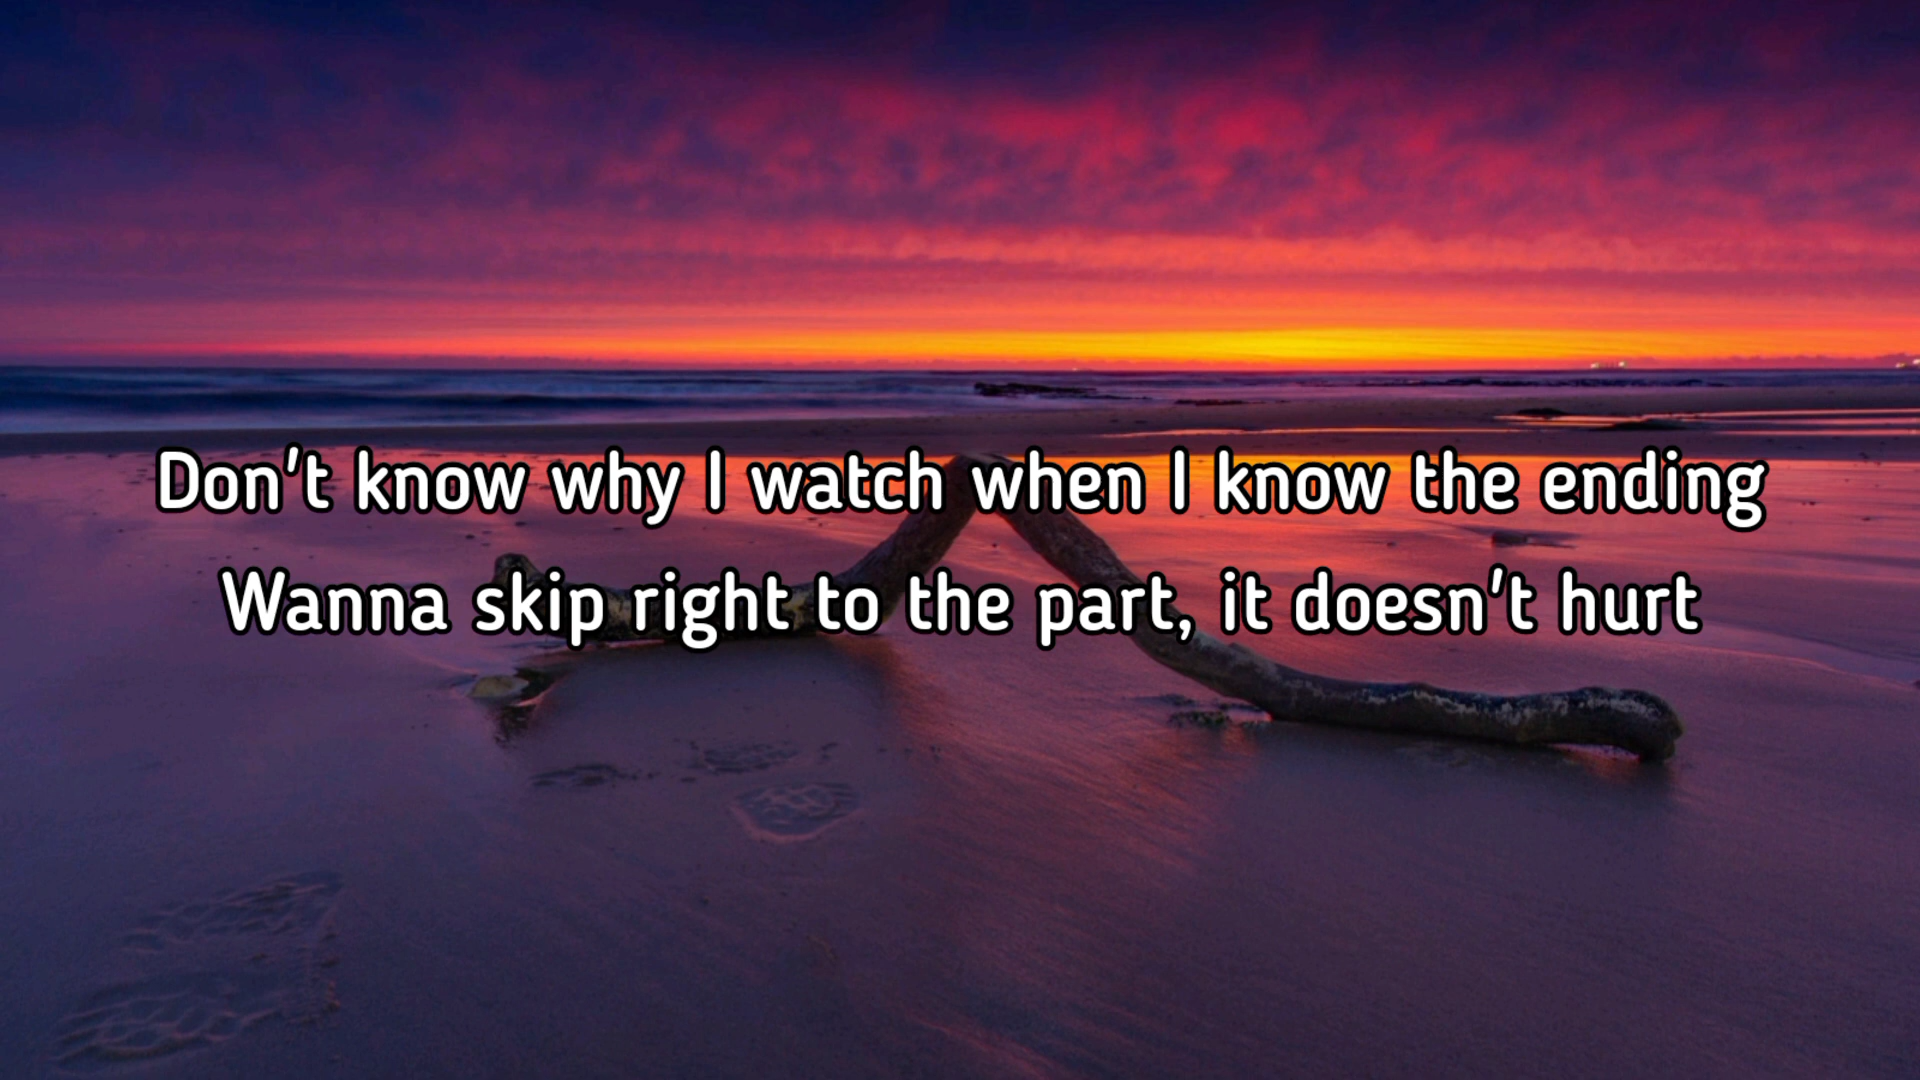 Don't know why I watch when I know the ending
Wanna skip right to the part, it doesn't hurt